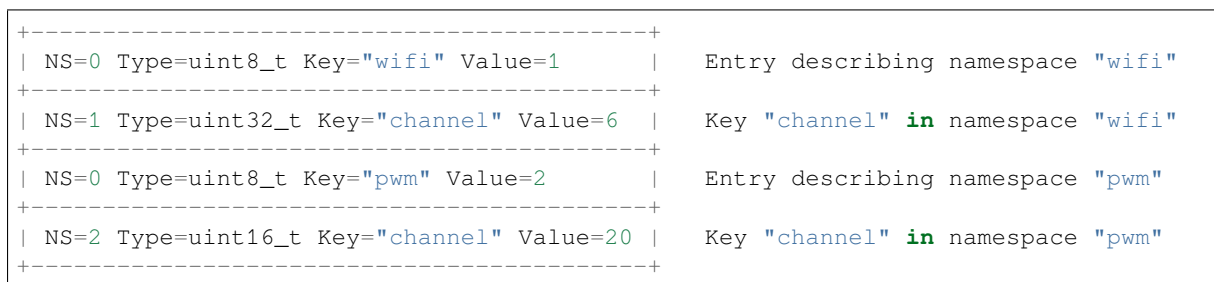 +-------------------------------------------+
| NS=0 Type=uint8_t Key="wifi" Value=1      |   Entry describing namespace "wifi"
+-------------------------------------------+
| NS=1 Type=uint32_t Key="channel" Value=6  |   Key "channel" in namespace "wifi"
+-------------------------------------------+
| NS=0 Type=uint8_t Key="pwm" Value=2       |   Entry describing namespace "pwm"
+-------------------------------------------+
| NS=2 Type=uint16_t Key="channel" Value=20 |   Key "channel" in namespace "pwm"
+-------------------------------------------+